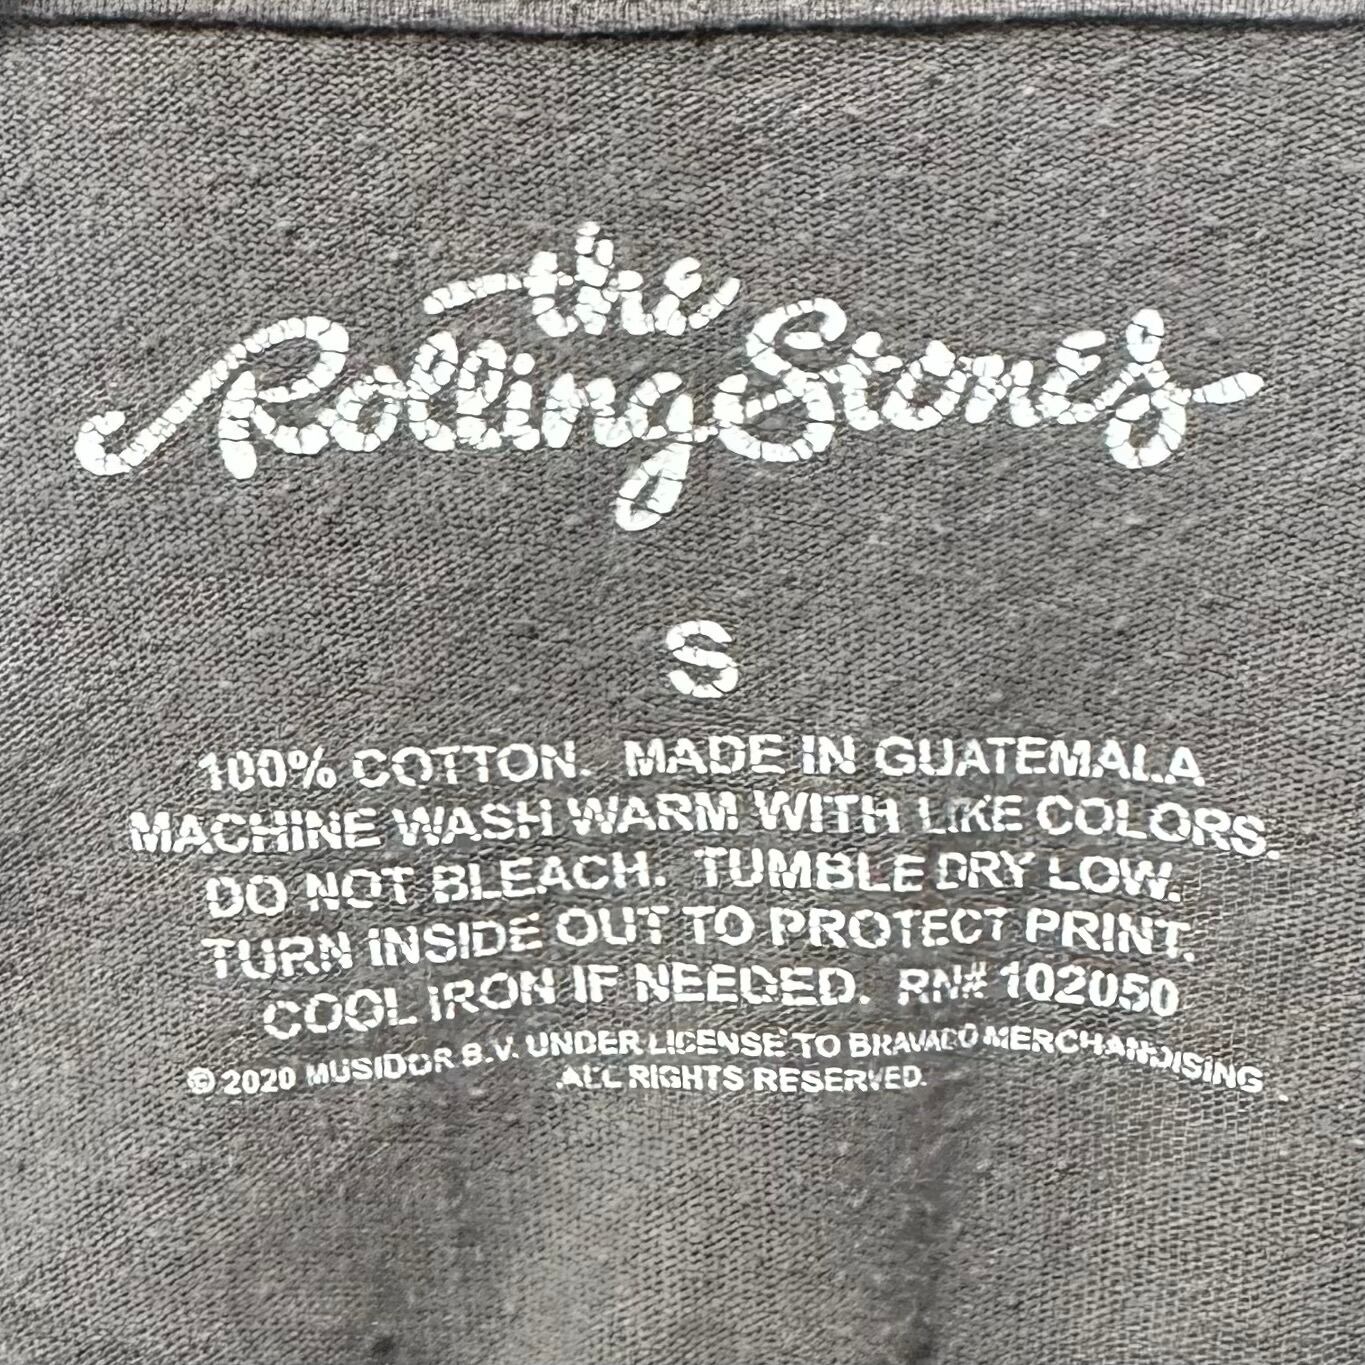 the
Rolling Stones
S
100% COTTON. MADE IN GUATEMALA
MACHINE WASH WARM WITH LIKE COLORS.
DO NOT BLEACH. TUMBLE DRY LOW.
TURN INSIDE OUT TO PROTECT PRINT.
COOL IRON IF NEEDED. RN# 102050
© 2020 MUSIDOR B.V. UNDER LICENSE TO BRAVADO MERCHANDISING.
ALL RIGHTS RESERVED.